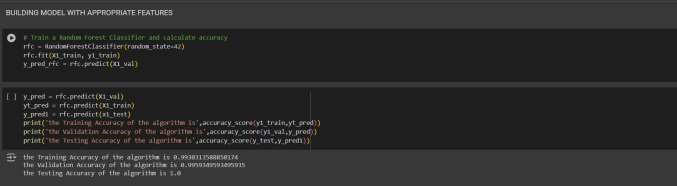 BUILDING MODEL WITH APPROPRIATE FEATURES
# Train a Random Forest Classifier and calculate accuracy
rfc = RandomForestClassifier(random_state=42)
rfc.fit(X1_train, y1_train)
y_pred_rfc = rfc.predict(X1_val)
[ ] y_pred = rfc.predict(X1_val)
yt_pred = rfc.predict(X1_train)
y_pred1 = rfc.predict(x1_test)
print('the Training Accuracy of the algorithm is',accuracy_score(y1_train,yt_pred))
print('the Validation Accuracy of the algorithm is',accuracy_score(y1_val,y_pred))
print('the Testing Accuracy of the algorithm is',accuracy_score(y_test,y_pred1))
the Training Accuracy of the algorithm is
the Validation Accuracy of the algorithm is 0.9959349593495935
the Testing Accuracy of the algorithm is 1.0